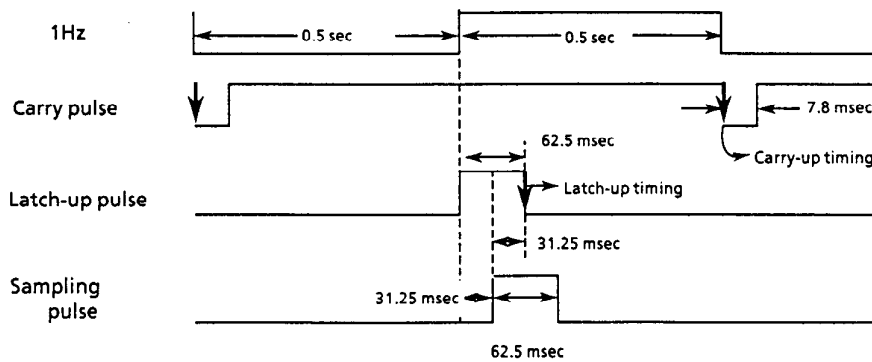 1Hz
0.5 sec
0.5 sec
Carry pulse
7.8 msec
62.5 msec
Carry-up timing
Latch-up pulse
Latch-up timing
31.25 msec
Sampling
pulse
31.25 msec
62.5 msec